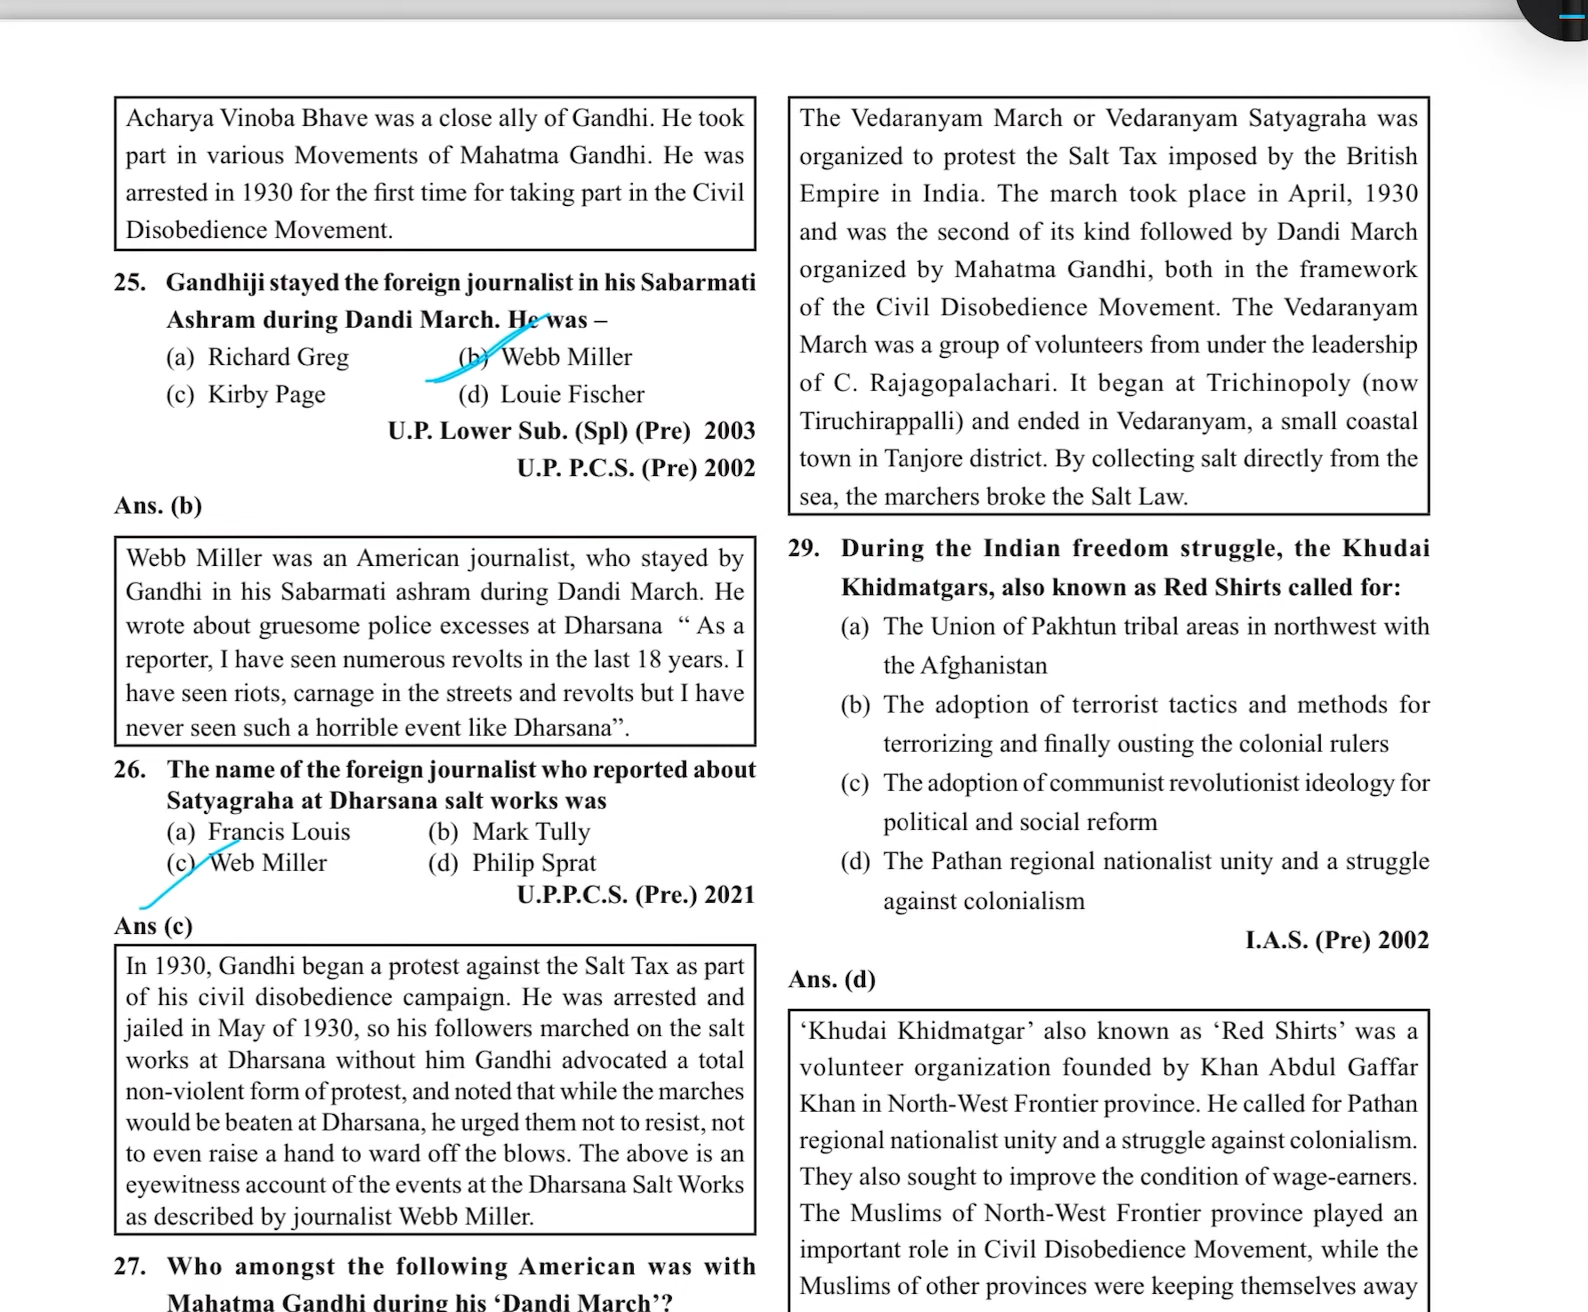 Acharya Vinoba Bhave was a close ally of Gandhi. He took
part in various Movements of Mahatma Gandhi. He was
arrested in 1930 for the first time for taking part in the Civil
Disobedience Movement.
25. Gandhiji stayed the foreign journalist in his Sabarmati
Ashram during Dandi March. He was –
(a) Richard Greg (b) Webb Miller
(c) Kirby Page (d) Louie Fischer
U.P. Lower Sub. (Spl) (Pre) 2003
U.P. P.C.S. (Pre) 2002
Ans. (b)
Webb Miller was an American journalist, who stayed by
Gandhi in his Sabarmati ashram during Dandi March. He
wrote about gruesome police excesses at Dharsana “ As a
reporter, I have seen numerous revolts in the last 18 years. I
have seen riots, carnage in the streets and revolts but I have
never seen such a horrible event like Dharsana”.
26. The name of the foreign journalist who reported about
Satyagraha at Dharsana salt works was
(a) Francis Louis (b) Mark Tully
(c) Web Miller (d) Philip Sprat
U.P.P.C.S. (Pre.) 2021
Ans (c)
In 1930, Gandhi began a protest against the Salt Tax as part
of his civil disobedience campaign. He was arrested and
jailed in May of 1930, so his followers marched on the salt
works at Dharsana without him Gandhi advocated a total
non-violent form of protest, and noted that while the marches
would be beaten at Dharsana, he urged them not to resist, not
to even raise a hand to ward off the blows. The above is an
eyewitness account of the events at the Dharsana Salt Works
as described by journalist Webb Miller.
27. Who amongst the following American was with
Mahatma Gandhi during his ‘Dandi March’?
The Vedaranyam March or Vedaranyam Satyagraha was
organized to protest the Salt Tax imposed by the British
Empire in India. The march took place in April, 1930
and was the second of its kind followed by Dandi March
organized by Mahatma Gandhi, both in the framework
of the Civil Disobedience Movement. The Vedaranyam
March was a group of volunteers from under the leadership
of C. Rajagopalachari. It began at Trichinopoly (now
Tiruchirappalli) and ended in Vedaranyam, a small coastal
town in Tanjore district. By collecting salt directly from the
sea, the marchers broke the Salt Law.
29. During the Indian freedom struggle, the Khudai
Khidmatgars, also known as Red Shirts called for:
(a) The Union of Pakhtun tribal areas in northwest with
the Afghanistan
(b) The adoption of terrorist tactics and methods for
terrorizing and finally ousting the colonial rulers
(c) The adoption of communist revolutionist ideology for
political and social reform
(d) The Pathan regional nationalist unity and a struggle
against colonialism
I.A.S. (Pre) 2002
Ans. (d)
‘Khudai Khidmatgar’ also known as ‘Red Shirts’ was a
volunteer organization founded by Khan Abdul Gaffar
Khan in North-West Frontier province. He called for Pathan
regional nationalist unity and a struggle against colonialism.
They also sought to improve the condition of wage-earners.
The Muslims of North-West Frontier province played an
important role in Civil Disobedience Movement, while the
Muslims of other provinces were keeping themselves away